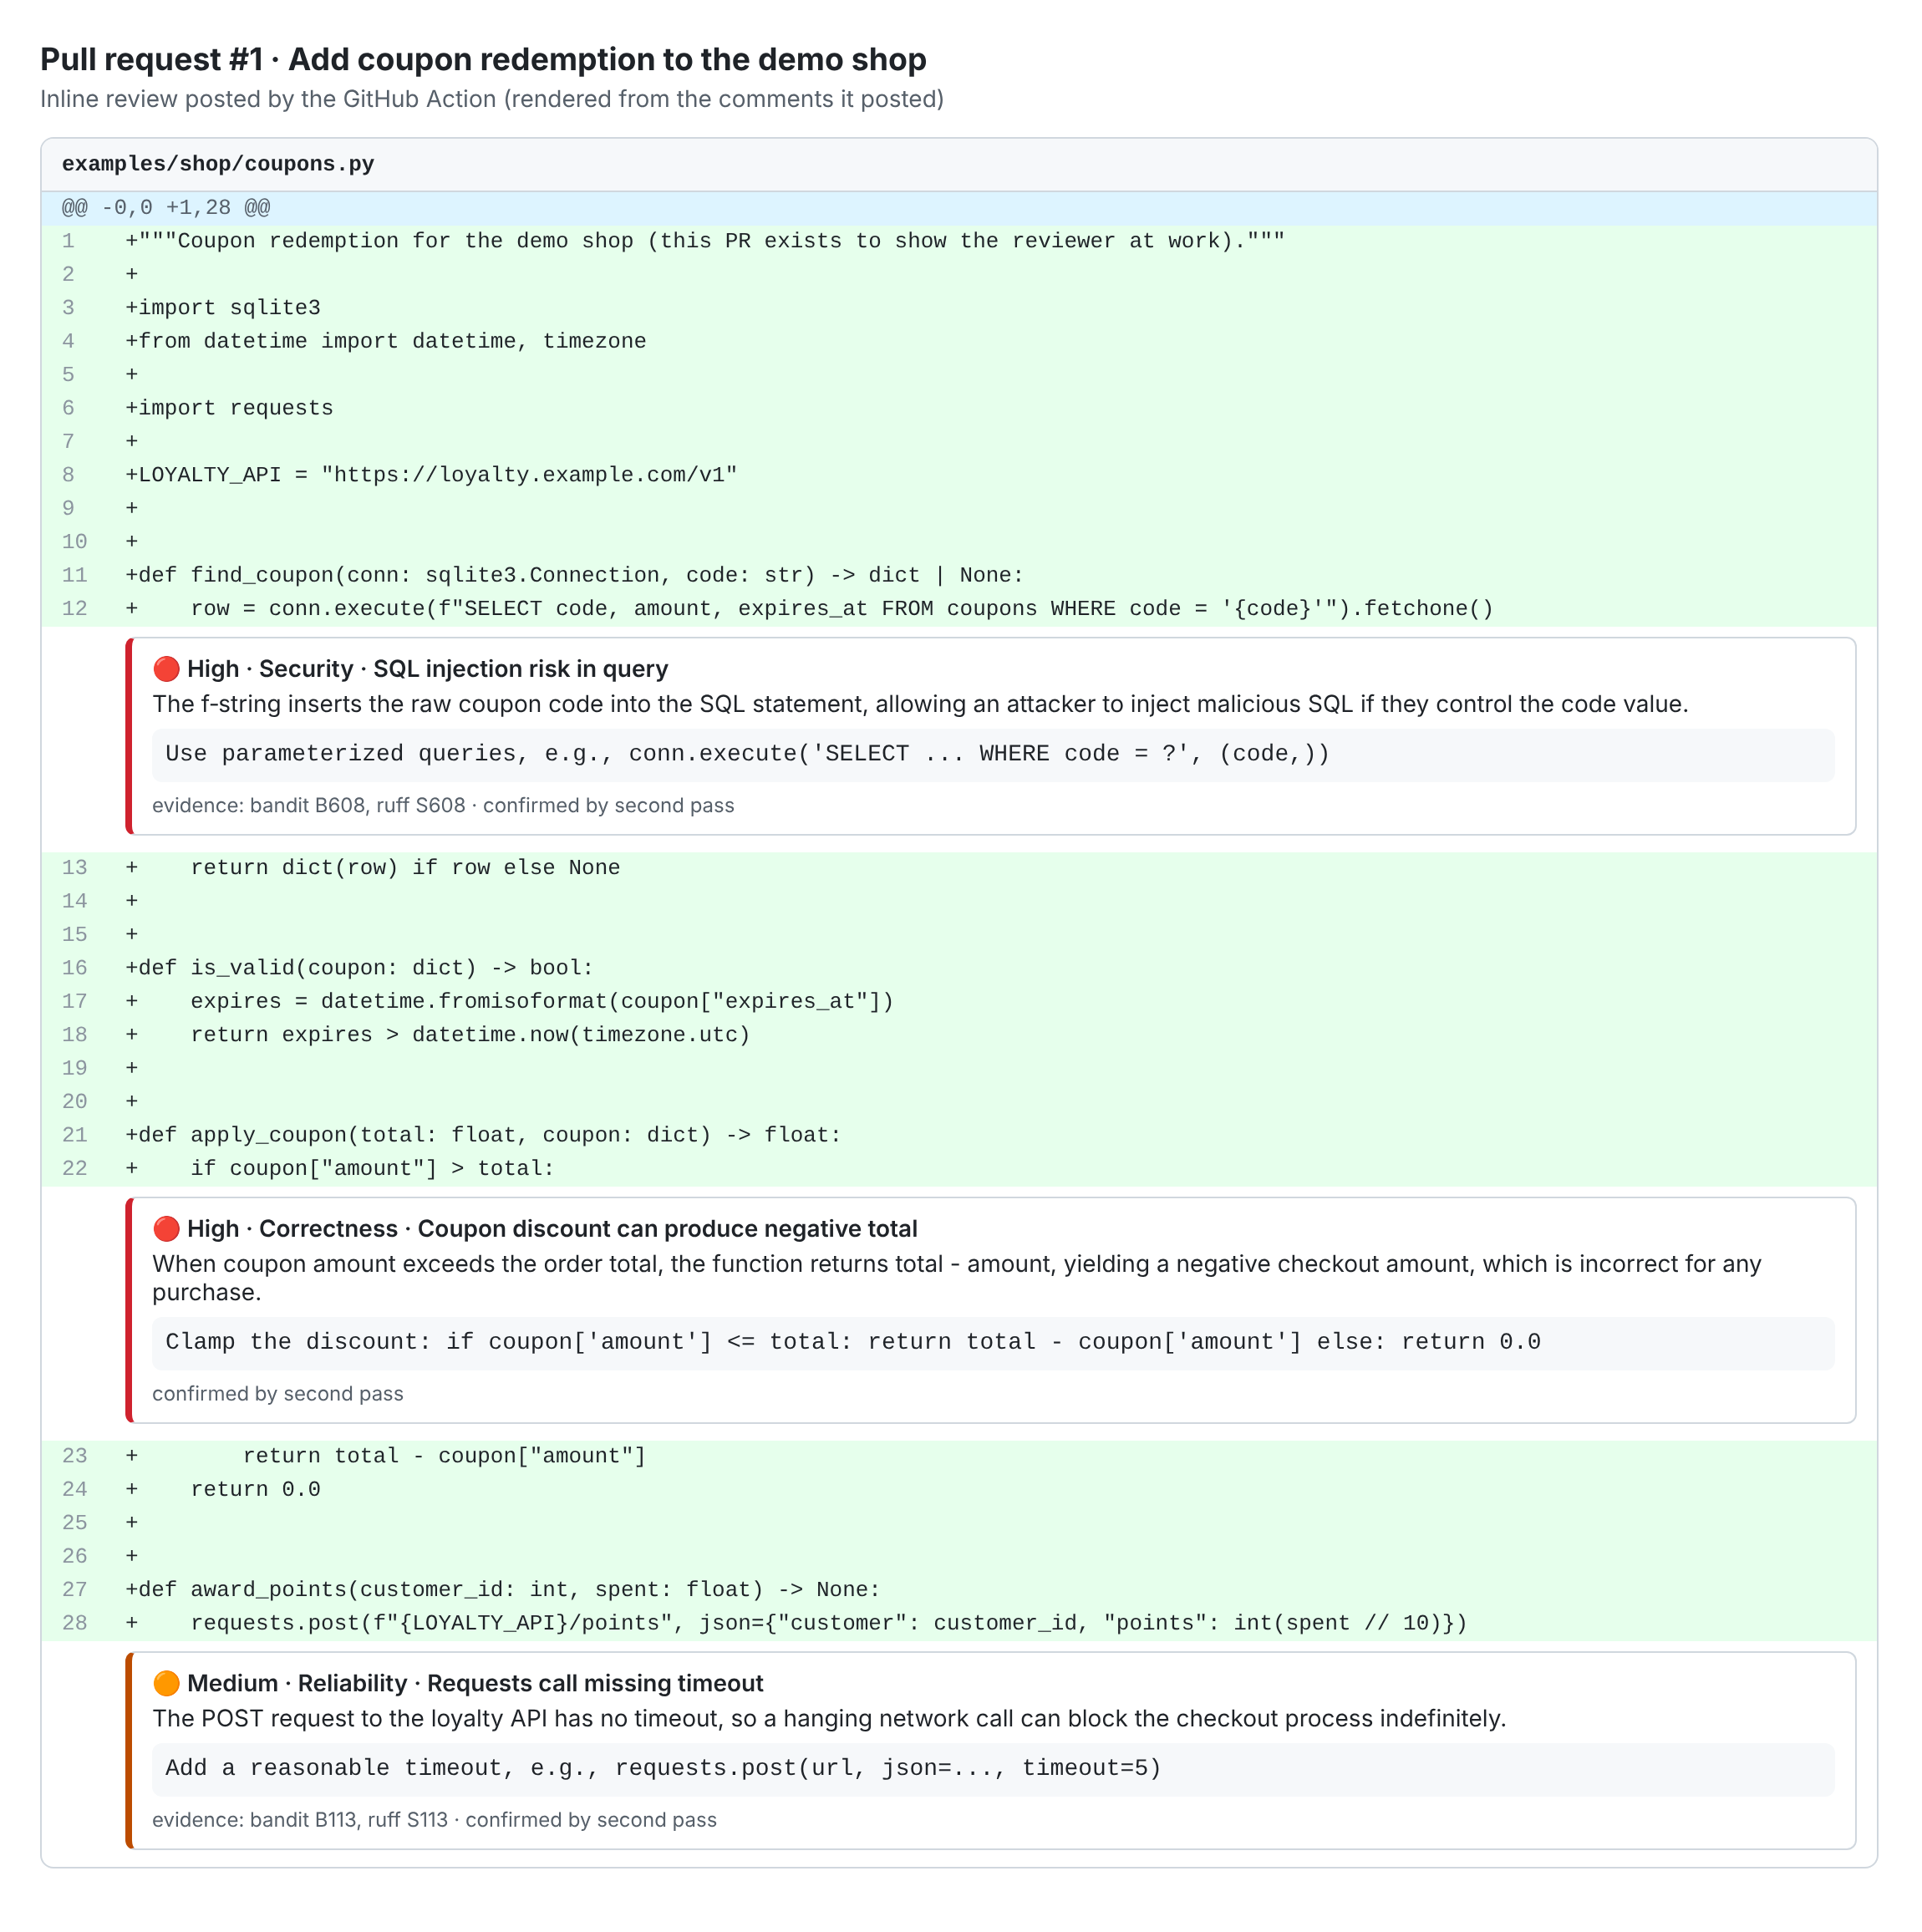 Pull request #1 · Add coupon redemption to the demo shop
Inline review posted by the GitHub Action (rendered from the comments it posted)
examples/shop/coupons.py
@@ -0,0 +1,28 @@
1 +"""Coupon redemption for the demo shop (this PR exists to show the reviewer at work)."""
2 +
3 +import sqlite3
4 +from datetime import datetime, timezone
5 +
6 +import requests
7 +
8 +LOYALTY_API = "https://loyalty.example.com/v1"
9 +
10 +
11 +def find_coupon(conn: sqlite3.Connection, code: str) -> dict | None:
12 +    row = conn.execute(f"SELECT code, amount, expires_at FROM coupons WHERE code = '{code}'").fetchone()
🔴 High · Security · SQL injection risk in query
The f-string inserts the raw coupon code into the SQL statement, allowing an attacker to inject malicious SQL if they control the code value.
Use parameterized queries, e.g., conn.execute('SELECT ... WHERE code = ?', (code,))
evidence: bandit B608, ruff S608 · confirmed by second pass
13 +    return dict(row) if row else None
14 +
15 +
16 +def is_valid(coupon: dict) -> bool:
17 +    expires = datetime.fromisoformat(coupon["expires_at"])
18 +    return expires > datetime.now(timezone.utc)
19 +
20 +
21 +def apply_coupon(total: float, coupon: dict) -> float:
22 +    if coupon["amount"] > total:
🔴 High · Correctness · Coupon discount can produce negative total
When coupon amount exceeds the order total, the function returns total - amount, yielding a negative checkout amount, which is incorrect for any
purchase.
Clamp the discount: if coupon['amount'] <= total: return total - coupon['amount'] else: return 0.0
confirmed by second pass
23 +        return total - coupon["amount"]
24 +    return 0.0
25 +
26 +
27 +def award_points(customer_id: int, spent: float) -> None:
28 +    requests.post(f"{LOYALTY_API}/points", json={"customer": customer_id, "points": int(spent // 10)})
🟠 Medium · Reliability · Requests call missing timeout
The POST request to the loyalty API has no timeout, so a hanging network call can block the checkout process indefinitely.
Add a reasonable timeout, e.g., requests.post(url, json=..., timeout=5)
evidence: bandit B113, ruff S113 · confirmed by second pass